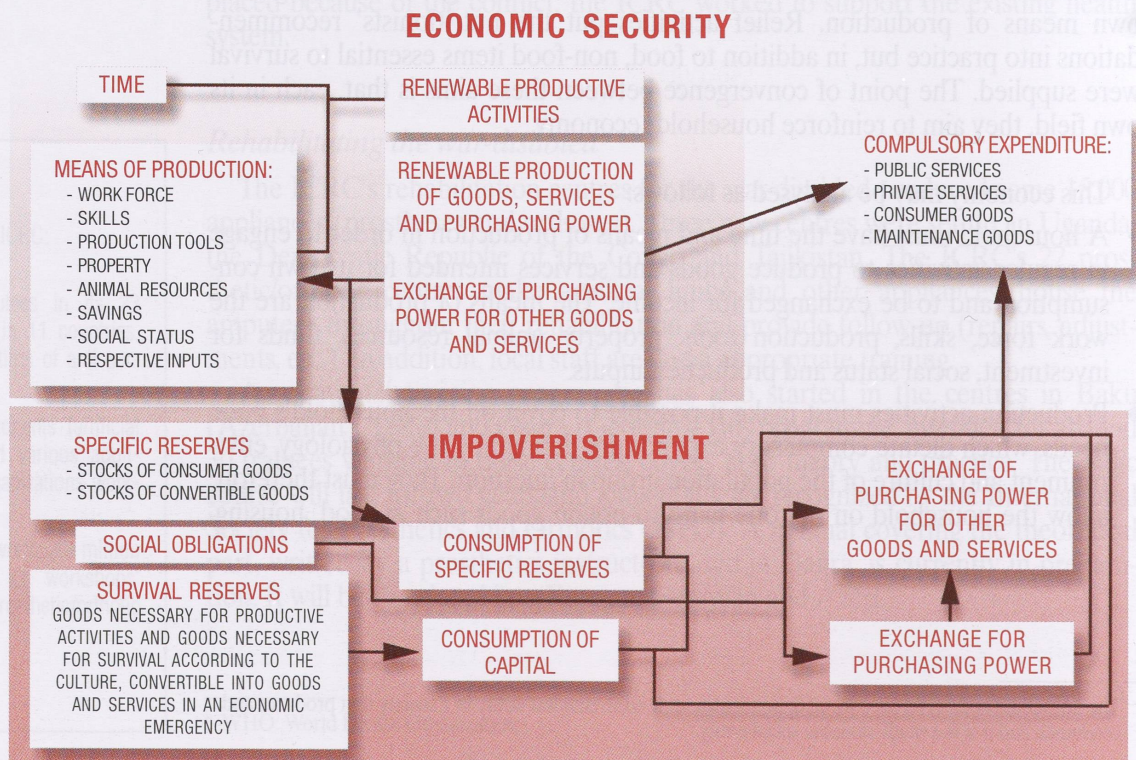 ECONOMIC SECURITY
TIME
RENEWABLE PRODUCTIVE
ACTIVITIES
MEANS OF PRODUCTION:
- WORK FORCE
- SKILLS
- PRODUCTION TOOLS
- PROPERTY
- ANIMAL RESOURCES
- SAVINGS
- SOCIAL STATUS
- RESPECTIVE INPUTS
RENEWABLE PRODUCTION
OF GOODS, SERVICES
AND PURCHASING POWER
EXCHANGE OF PURCHASING
POWER FOR OTHER GOODS
AND SERVICES
COMPULSORY EXPENDITURE:
- PUBLIC SERVICES
- PRIVATE SERVICES
- CONSUMER GOODS
- MAINTENANCE GOODS
IMPOVERISHMENT
SPECIFIC RESERVES
- STOCKS OF CONSUMER GOODS
- STOCKS OF CONVERTIBLE GOODS
SOCIAL OBLIGATIONS
SURVIVAL RESERVES
GOODS NECESSARY FOR PRODUCTIVE
ACTIVITIES AND GOODS NECESSARY
FOR SURVIVAL ACCORDING TO THE
CULTURE, CONVERTIBLE INTO GOODS
AND SERVICES IN AN ECONOMIC
EMERGENCY
CONSUMPTION OF
SPECIFIC RESERVES
CONSUMPTION OF
CAPITAL
EXCHANGE OF
PURCHASING POWER
FOR OTHER
GOODS AND SERVICES
EXCHANGE FOR
PURCHASING POWER